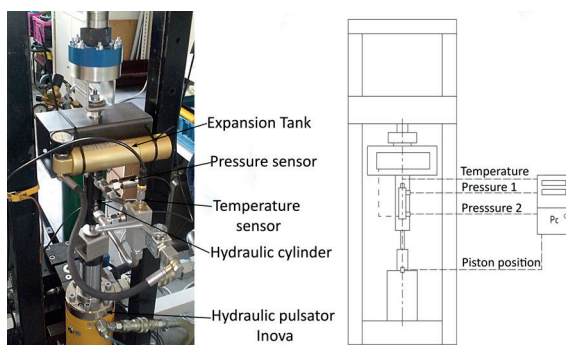 Expansion Tank
Pressure sensor
Temperature
sensor
Hydraulic cylinder
Hydraulic pulsator
Inova
Temperature
Pressure 1
Presssure 2
Pc
Piston position